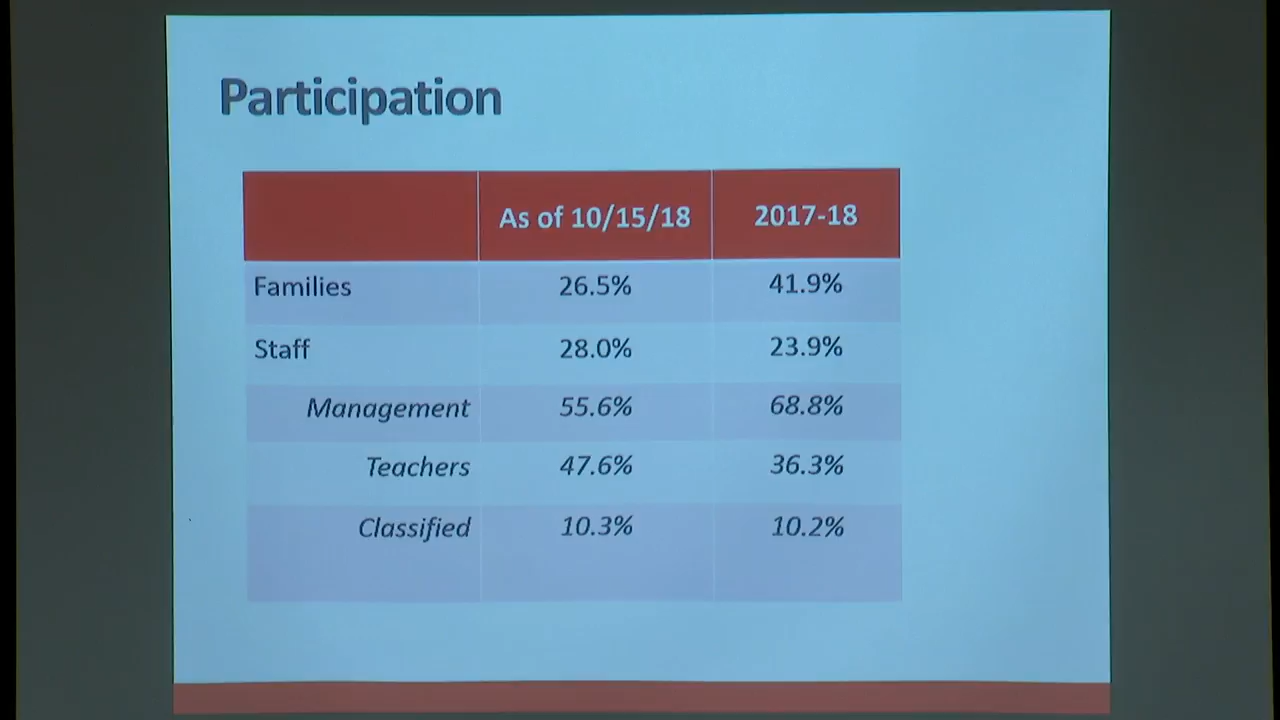 Participation
As of 10/15/18 2017-18
Families 26.5% 41.9%
Staff 28.0% 23.9%
Management 55.6% 68.8%
Teachers 47.6% 36.3%
Classified 10.3% 10.2%